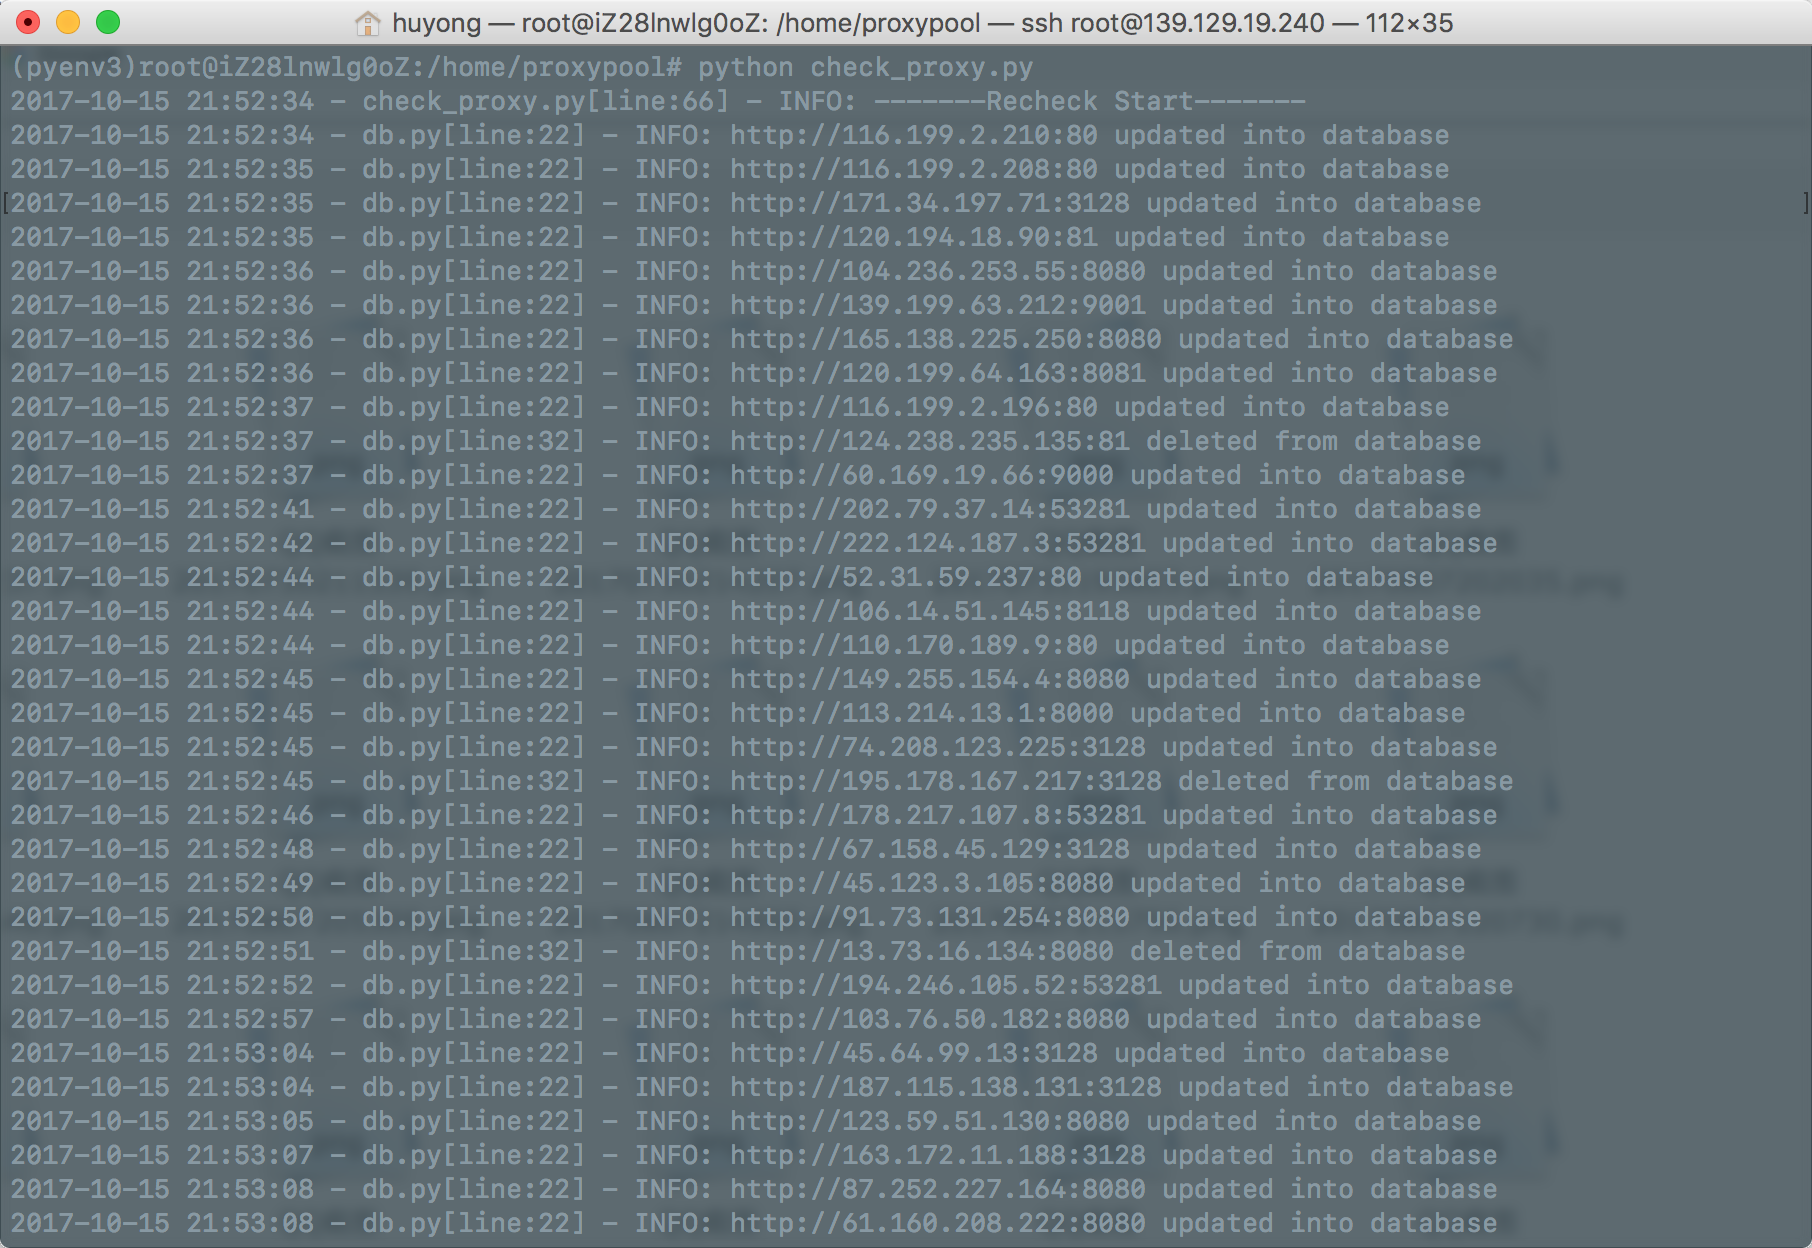 huyong — root@iZ28lnwlg0oZ: /home/proxypool — ssh root@139.129.19.240 — 112×35
(pyenv3)root@iZ28lnwlg0oZ:/home/proxypool# python check_proxy.py
2017-10-15 21:52:34 - check_proxy.py[line:66] - INFO: -------Recheck Start-------
2017-10-15 21:52:34 - db.py[line:22] - INFO: http://116.199.2.210:80 updated into database
2017-10-15 21:52:35 - db.py[line:22] - INFO: http://116.199.2.208:80 updated into database
[2017-10-15 21:52:35 - db.py[line:22] - INFO: http://171.34.197.71:3128 updated into database ]
2017-10-15 21:52:35 - db.py[line:22] - INFO: http://120.194.18.90:81 updated into database
2017-10-15 21:52:36 - db.py[line:22] - INFO: http://104.236.253.55:8080 updated into database
2017-10-15 21:52:36 - db.py[line:22] - INFO: http://139.199.63.212:9001 updated into database
2017-10-15 21:52:36 - db.py[line:22] - INFO: http://165.138.225.250:8080 updated into database
2017-10-15 21:52:36 - db.py[line:22] - INFO: http://120.199.64.163:8081 updated into database
2017-10-15 21:52:37 - db.py[line:22] - INFO: http://116.199.2.196:80 updated into database
2017-10-15 21:52:37 - db.py[line:32] - INFO: http://124.238.235.135:81 deleted from database
2017-10-15 21:52:37 - db.py[line:22] - INFO: http://60.169.19.66:9000 updated into database
2017-10-15 21:52:41 - db.py[line:22] - INFO: http://202.79.37.14:53281 updated into database
2017-10-15 21:52:42 - db.py[line:22] - INFO: http://222.124.187.3:53281 updated into database
2017-10-15 21:52:44 - db.py[line:22] - INFO: http://52.31.59.237:80 updated into database
2017-10-15 21:52:44 - db.py[line:22] - INFO: http://106.14.51.145:8118 updated into database
2017-10-15 21:52:44 - db.py[line:22] - INFO: http://110.170.189.9:80 updated into database
2017-10-15 21:52:45 - db.py[line:22] - INFO: http://149.255.154.4:8080 updated into database
2017-10-15 21:52:45 - db.py[line:22] - INFO: http://113.214.13.1:8000 updated into database
2017-10-15 21:52:45 - db.py[line:22] - INFO: http://74.208.123.225:3128 updated into database
2017-10-15 21:52:45 - db.py[line:32] - INFO: http://195.178.167.217:3128 deleted from database
2017-10-15 21:52:46 - db.py[line:22] - INFO: http://178.217.107.8:53281 updated into database
2017-10-15 21:52:48 - db.py[line:22] - INFO: http://67.158.45.129:3128 updated into database
2017-10-15 21:52:49 - db.py[line:22] - INFO: http://45.123.3.105:8080 updated into database
2017-10-15 21:52:50 - db.py[line:22] - INFO: http://91.73.131.254:8080 updated into database
2017-10-15 21:52:51 - db.py[line:32] - INFO: http://13.73.16.134:8080 deleted from database
2017-10-15 21:52:52 - db.py[line:22] - INFO: http://194.246.105.52:53281 updated into database
2017-10-15 21:52:57 - db.py[line:22] - INFO: http://103.76.50.182:8080 updated into database
2017-10-15 21:53:04 - db.py[line:22] - INFO: http://45.64.99.13:3128 updated into database
2017-10-15 21:53:04 - db.py[line:22] - INFO: http://187.115.138.131:3128 updated into database
2017-10-15 21:53:05 - db.py[line:22] - INFO: http://123.59.51.130:8080 updated into database
2017-10-15 21:53:07 - db.py[line:22] - INFO: http://163.172.11.188:3128 updated into database
2017-10-15 21:53:08 - db.py[line:22] - INFO: http://87.252.227.164:8080 updated into database
2017-10-15 21:53:08 - db.py[line:22] - INFO: http://61.160.208.222:8080 updated into database